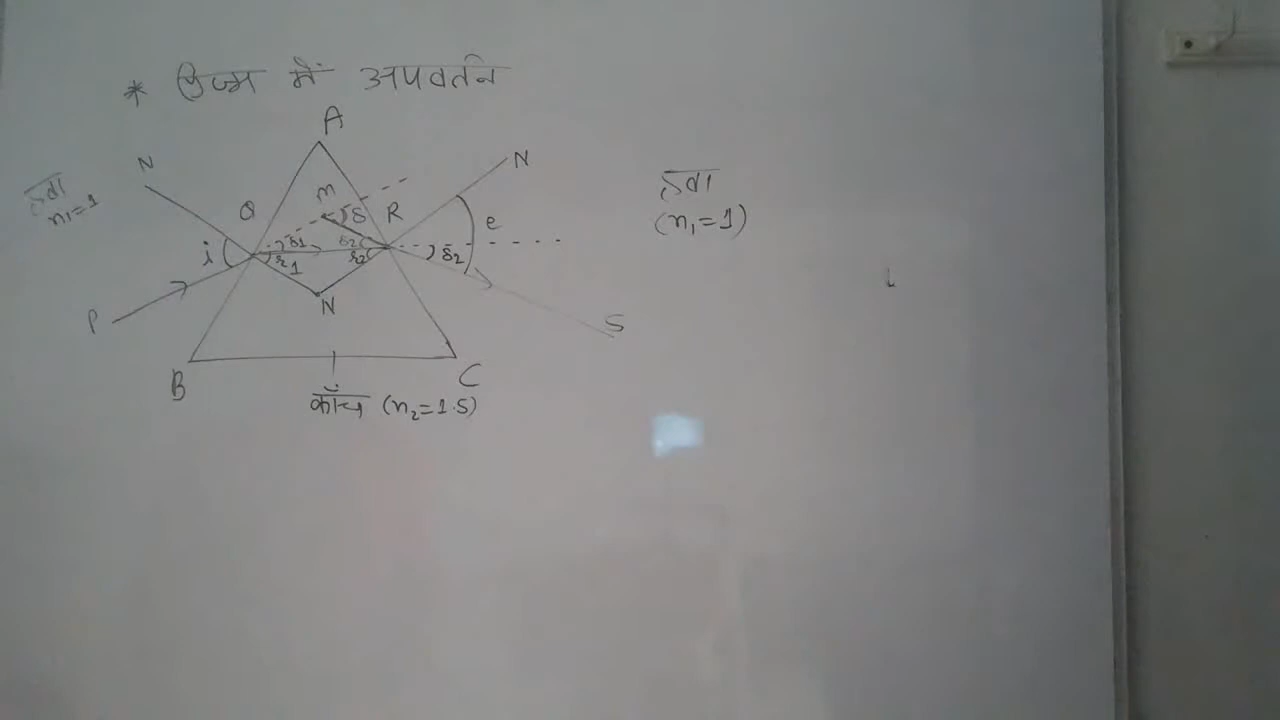 * प्रिज्म में अपवर्तन
A
N
N
हवा
n₁=1
हवा
(n₁=1)
m
Q
δ
R
e
i
δ1
δ2
r1
r2
δ2
N
P
S
B
C
काँच (n₂=1.5)